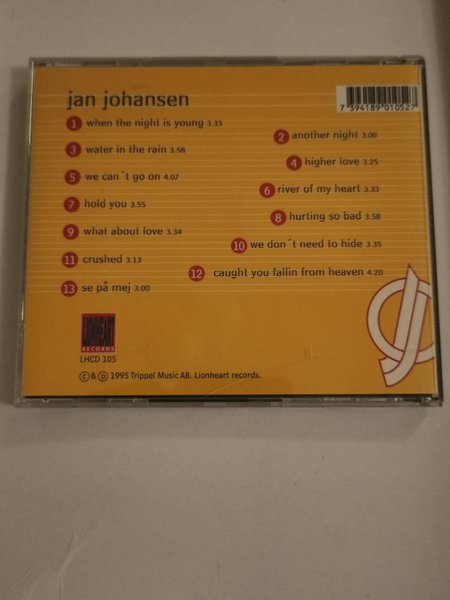 jan johansen
7 394189 010527
1 when the night is young 3.33
2 another night 3.00
3 water in the rain 3.58
4 higher love 3.25
5 we can´t go on 4.07
6 river of my heart 3.33
7 hold you 3.55
8 hurting so bad 3.58
9 what about love 3.34
10 we don´t need to hide 3.35
11 crushed 3.13
12 caught you fallin from heaven 4.20
13 se på mej 3.00
LIONHEART
RECORDS
LHCD 105
© & ℗ 1995 Trippel Music AB. Lionheart records.